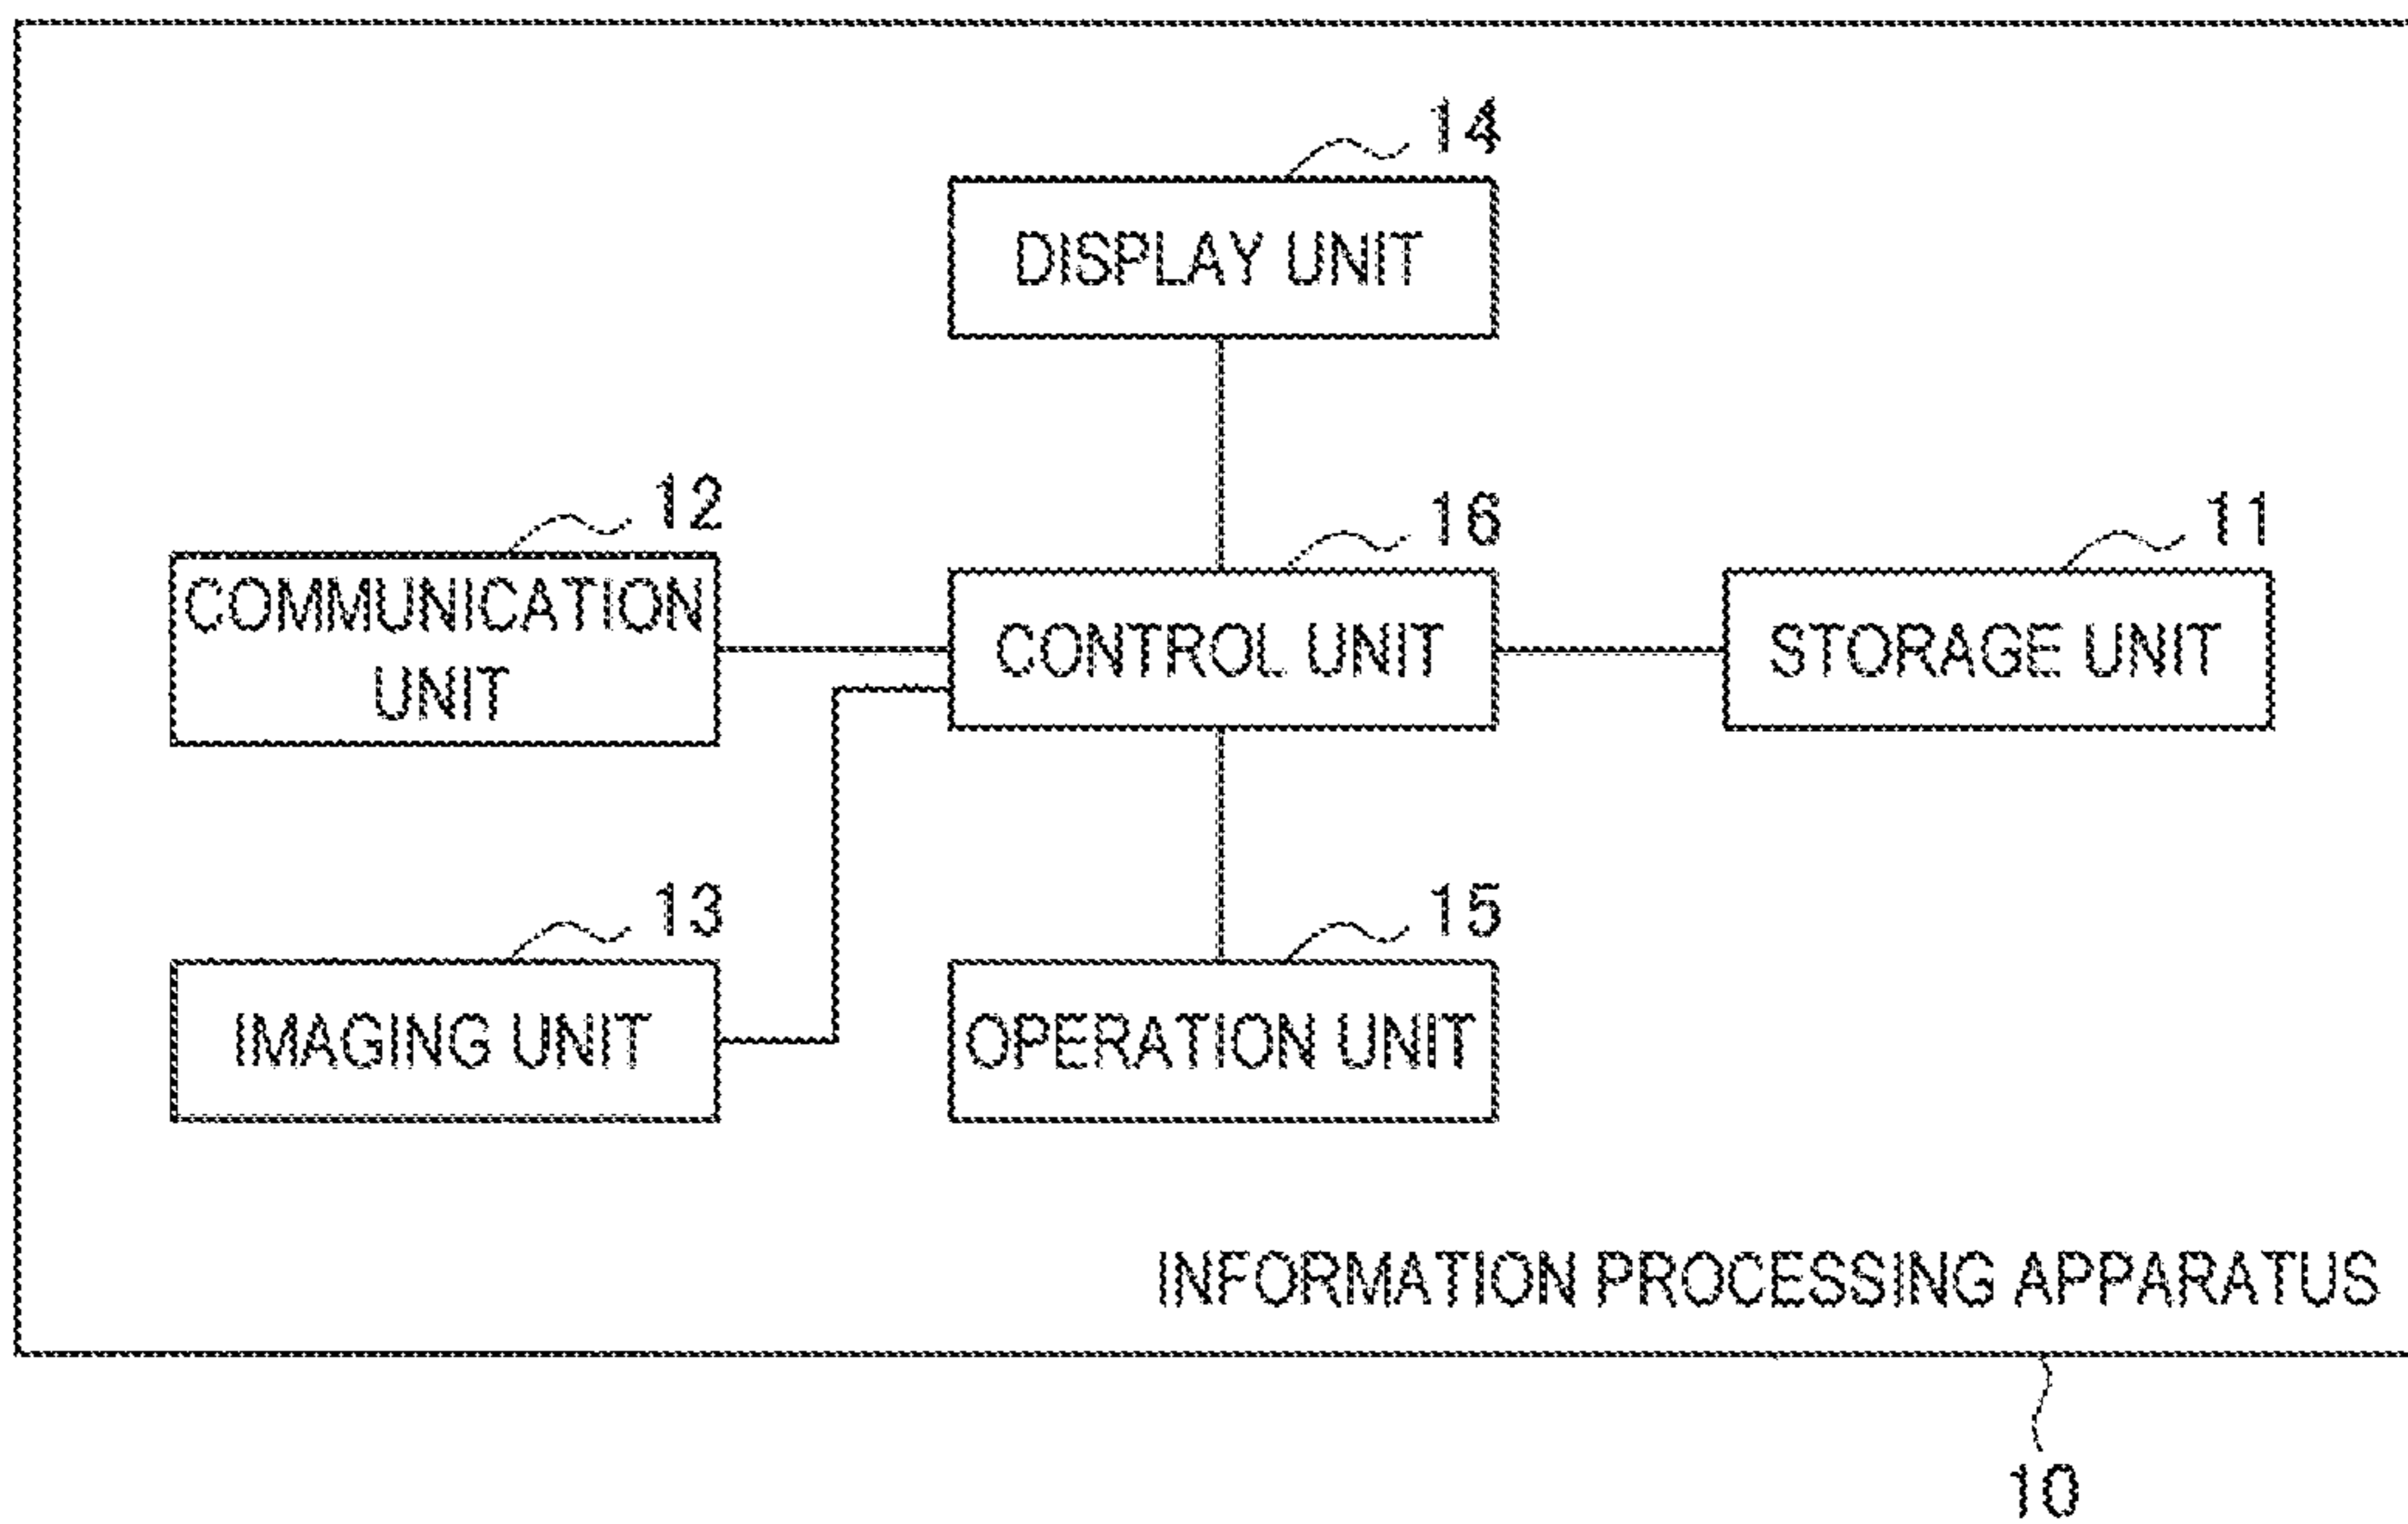 14
DISPLAY UNIT
12
16
11
COMMUNICATION
UNIT
CONTROL UNIT
STORAGE UNIT
13
15
IMAGING UNIT
OPERATION UNIT
INFORMATION PROCESSING APPARATUS
10